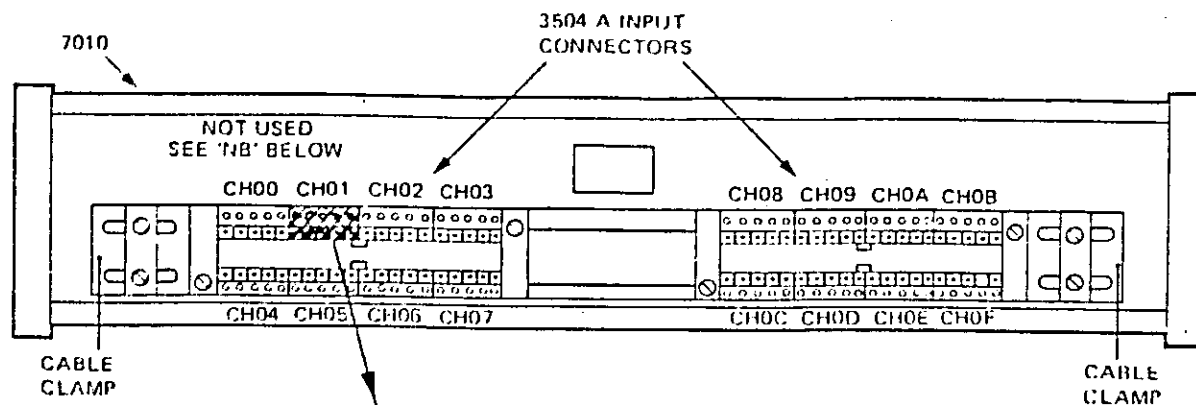 3504 A INPUT
CONNECTORS
7010
NOT USED
SEE 'NB' BELOW
CH00 CH01 CH02 CH03
CH08 CH09 CH0A CH0B
CH04 CH05 CH06 CH07
CH0C CH0D CH0E CH0F
CABLE
CLAMP
CABLE
CLAMP